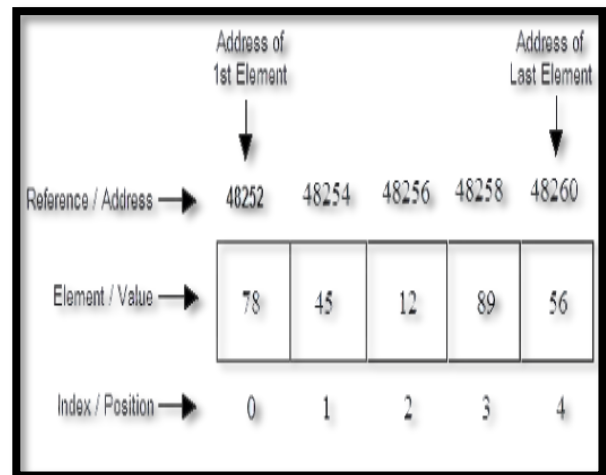 Address of Address of
1st Element Last Element
Reference / Address 48252 48254 48256 48258 48260
Element / Value 78 45 12 89 56
Index / Position 0 1 2 3 4